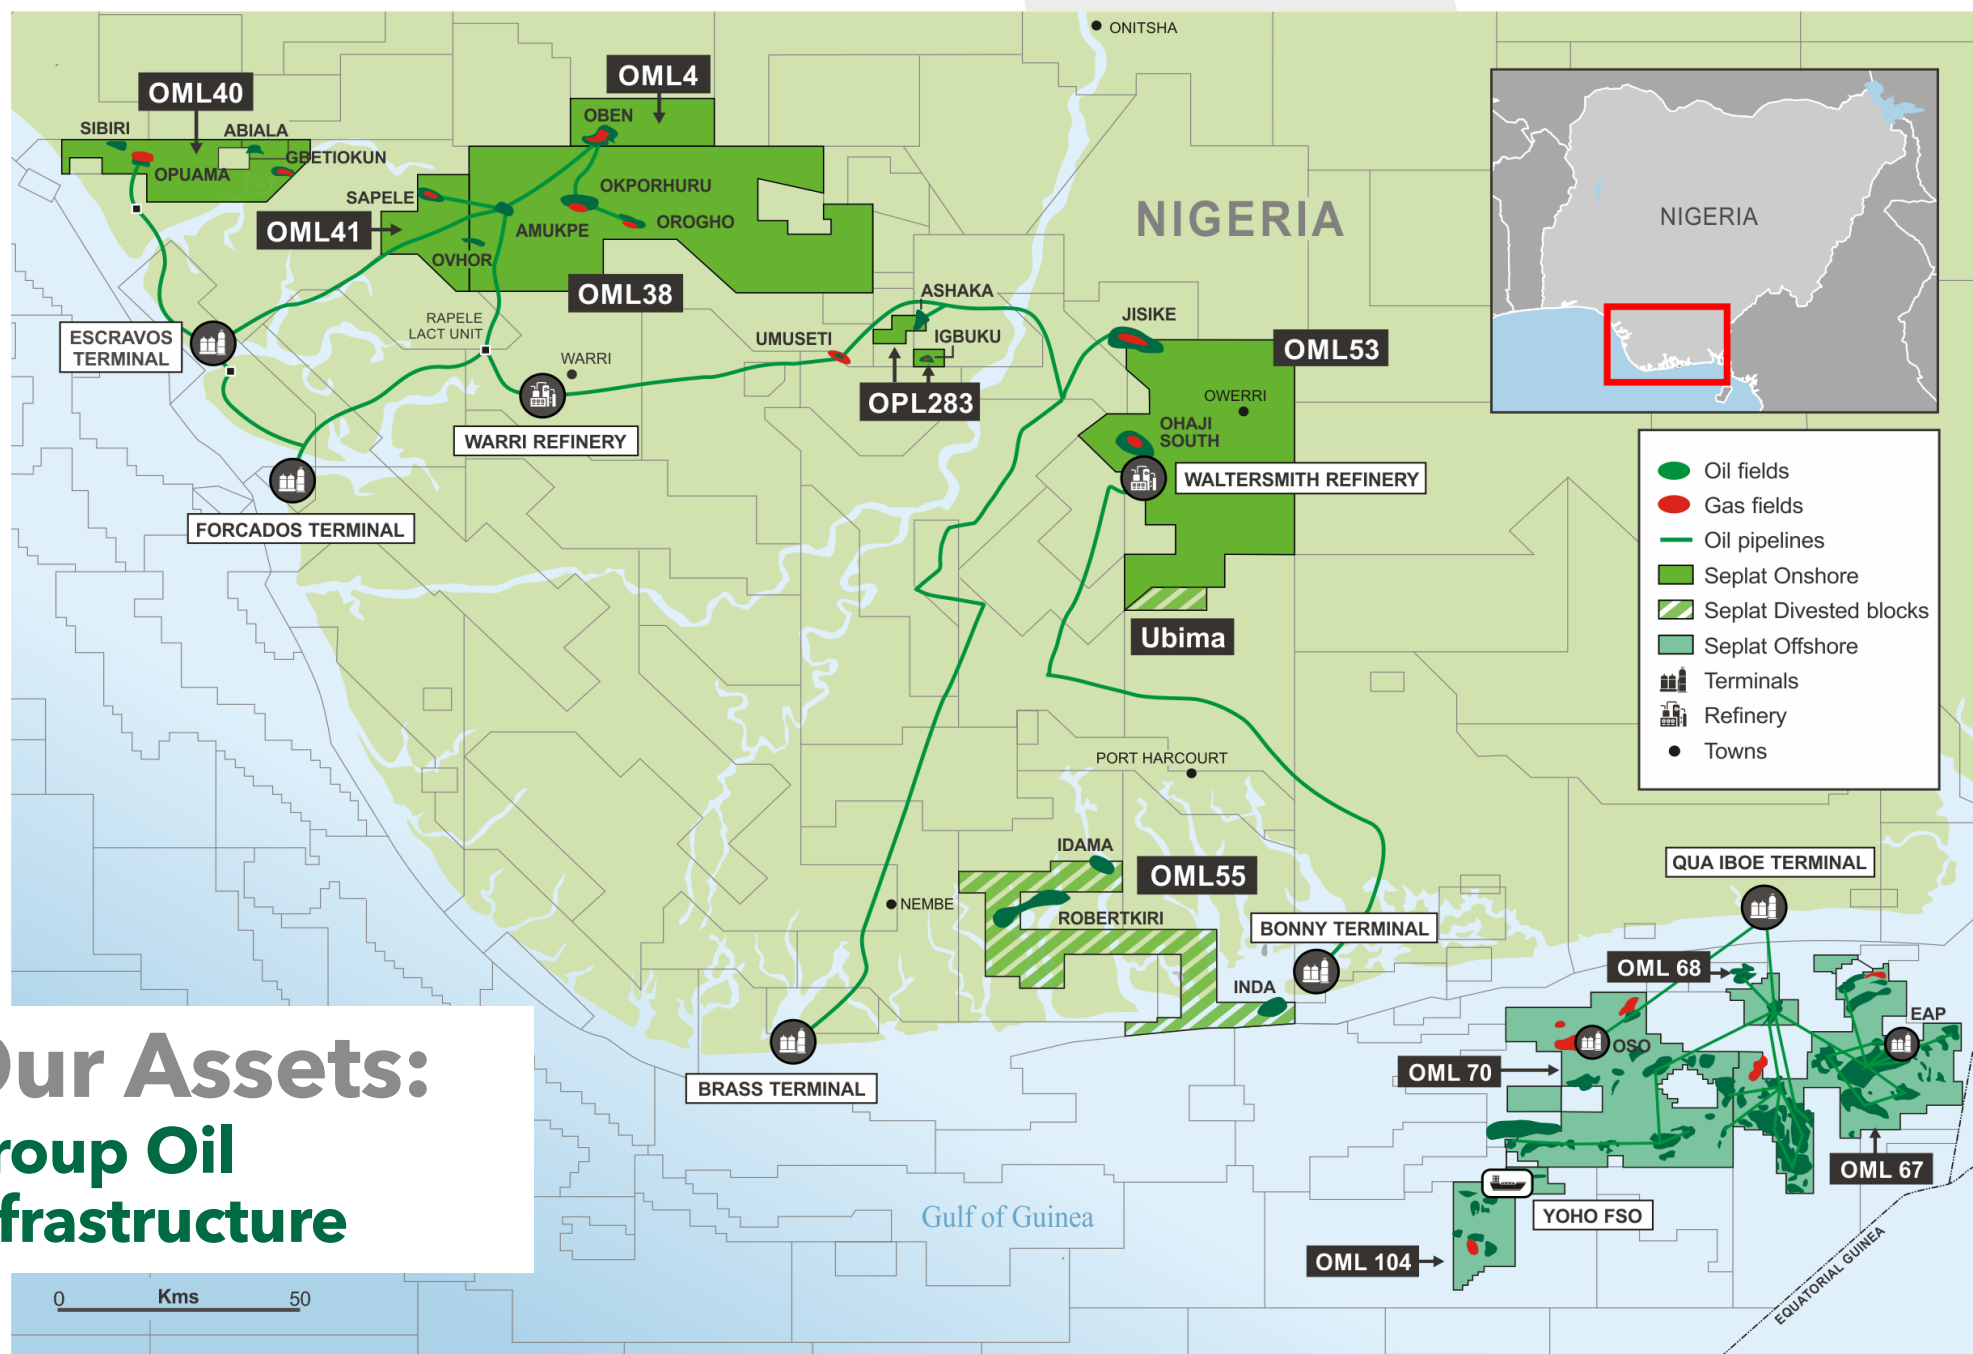 ONITSHA
OML4
OML40
OBEN
SIBIRI
ABIALA
GBETIOKUN
OPUAMA
NIGERIA
SAPELE
OKPORHURU
OML41
AMUKPE
OROGHO
OVHOR
OML38
NIGERIA
ASHAKA
RAPELE
LACT UNIT
UMUSETI
IGBUKU
JISIKE
OML53
ESCRAVOS
TERMINAL
WARRI
OPL283
OWERRI
OHAJI
SOUTH
WARRI REFINERY
WALTERSMITH REFINERY
FORCADOS TERMINAL
Oil fields
Gas fields
Oil pipelines
Seplat Onshore
Seplat Divested blocks
Seplat Offshore
Terminals
Refinery
Towns
Ubima
PORT HARCOURT
IDAMA
OML55
QUA IBOE TERMINAL
NEMBE
ROBERTKIRI
BONNY TERMINAL
OML 68
INDA
EAP
OSO
OML 70
BRASS TERMINAL
OML 67
YOHO FSO
Gulf of Guinea
OML 104
EQUATORIAL GUINEA
ur Assets:
roup Oil
frastructure
0 Kms 50